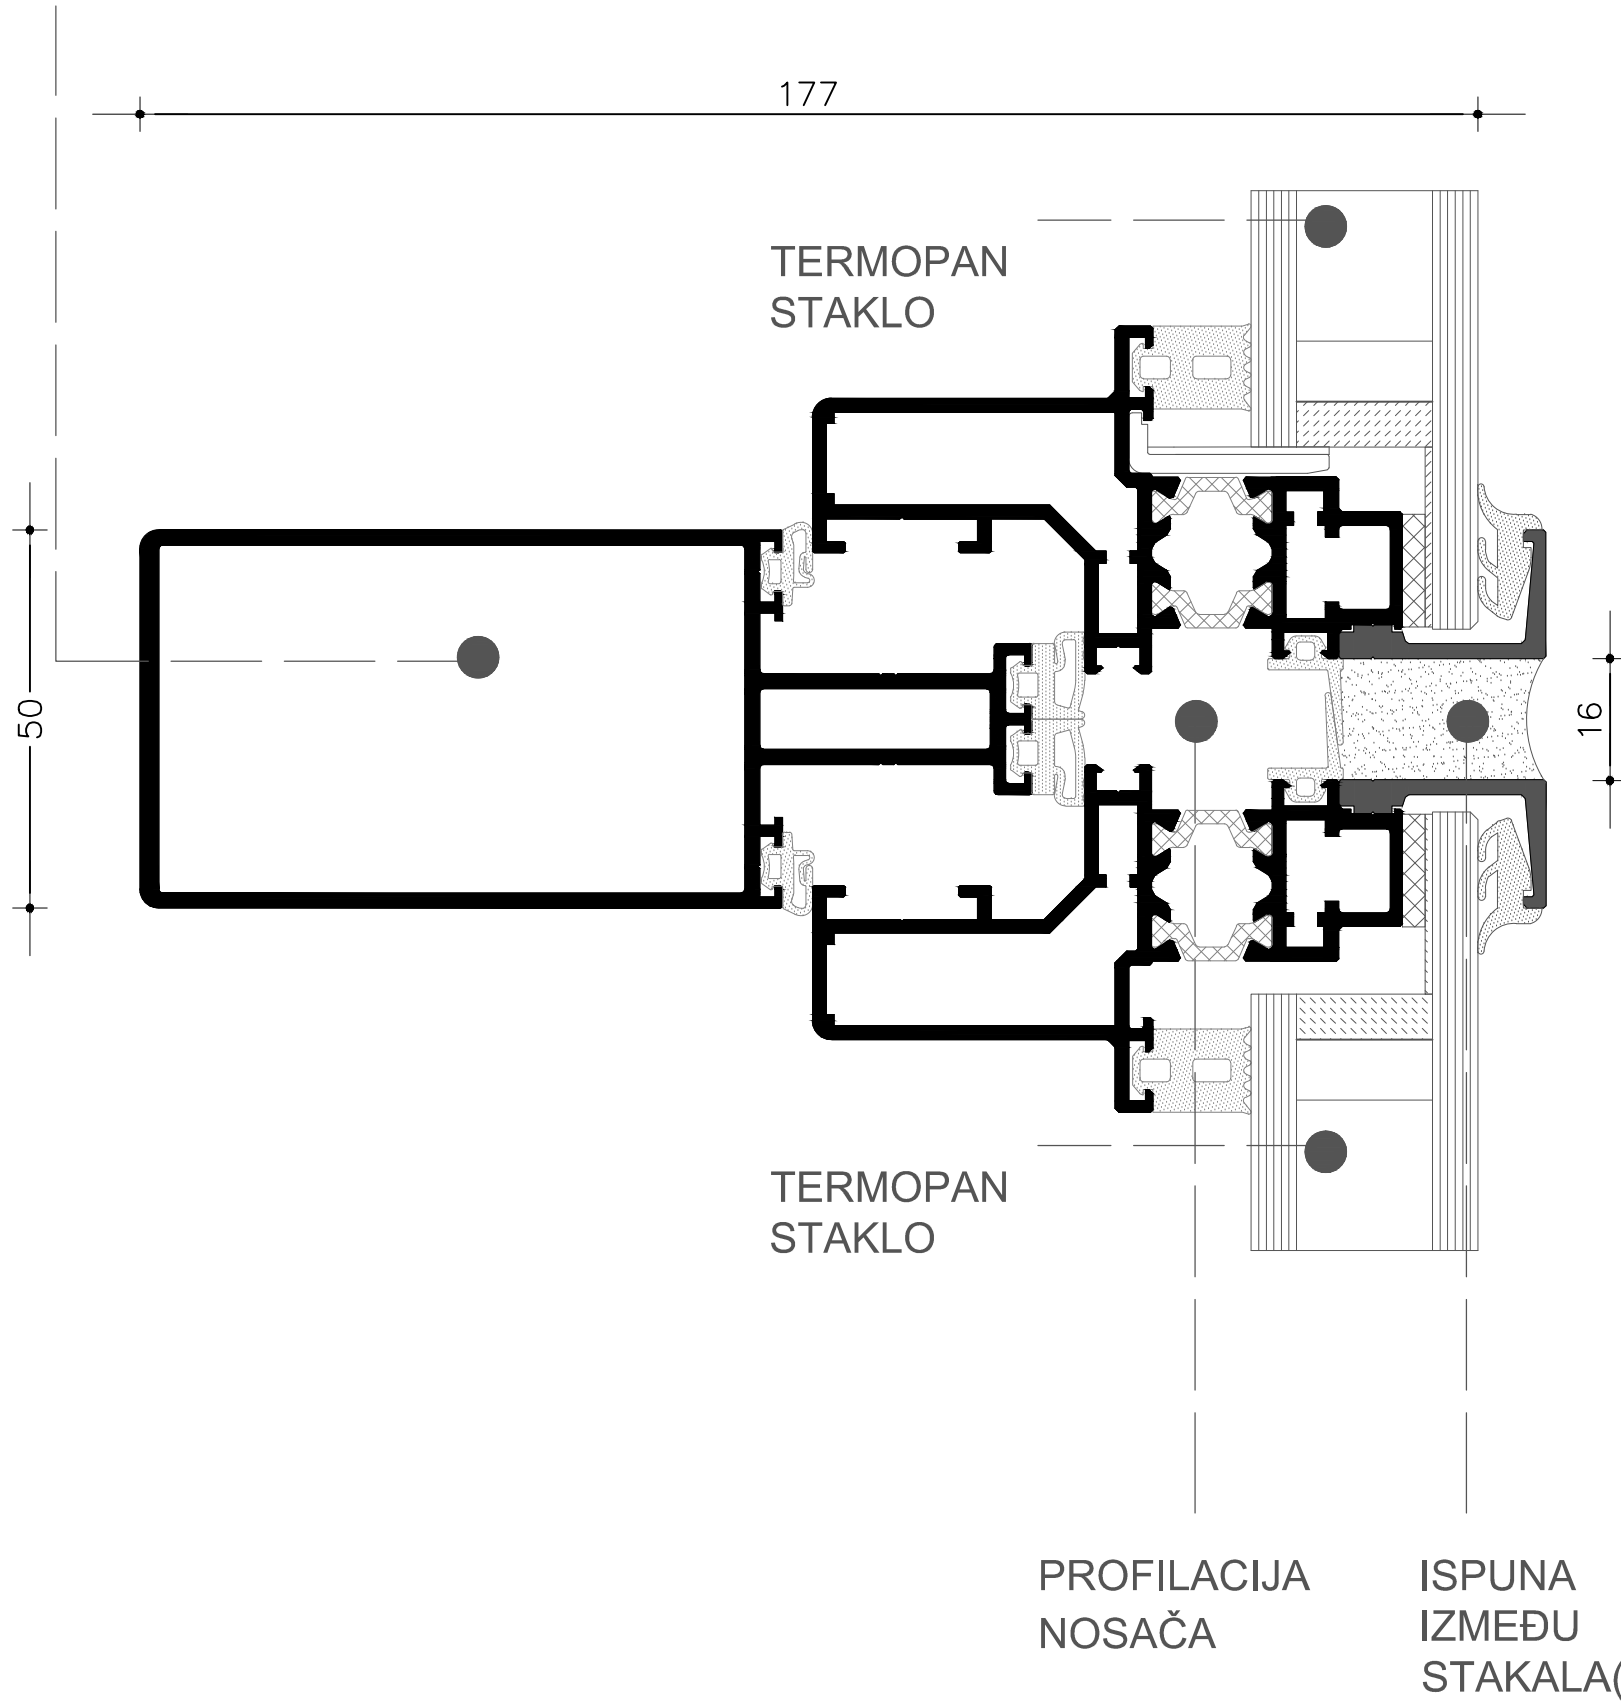 177
TERMOPAN
STAKLO
50
16
TERMOPAN
STAKLO
PROFILACIJA
NOSAČA
ISPUNA
IZMEĐU
STAKALA(